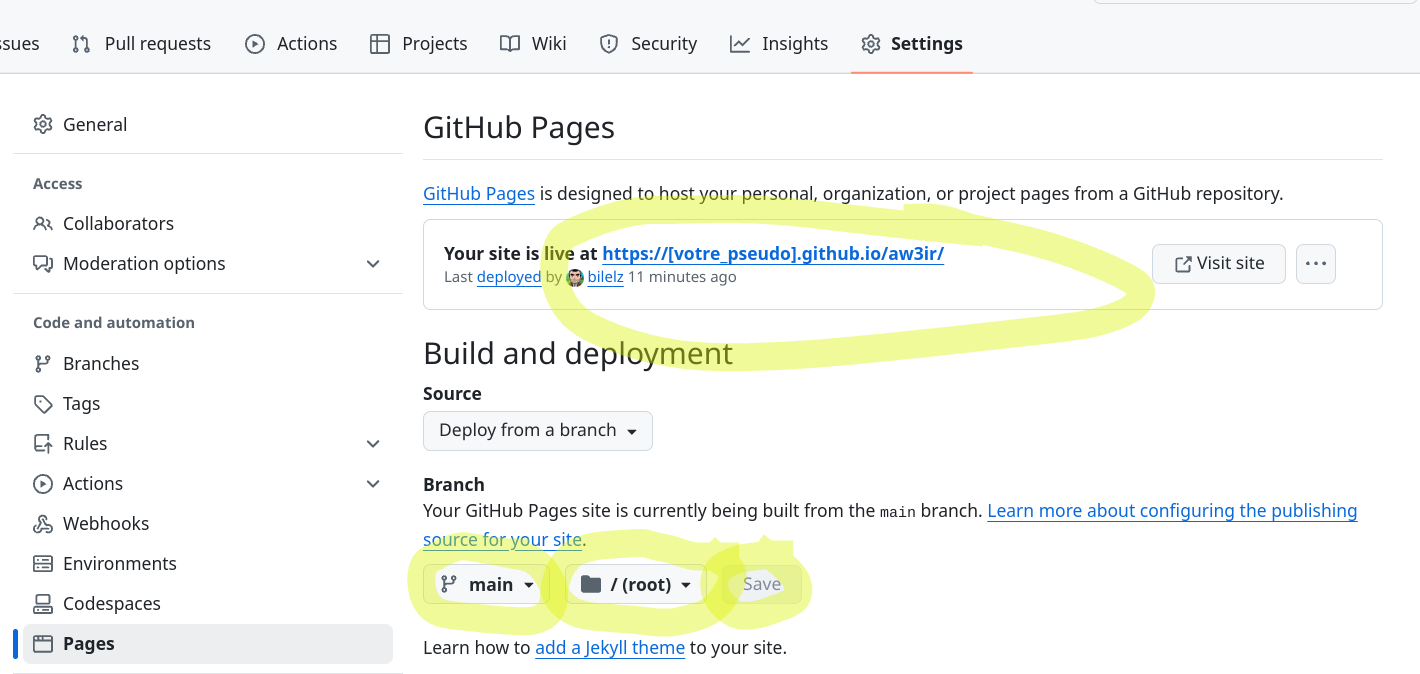 ssues Pull requests Actions Projects Wiki Security Insights Settings
General
Access
Collaborators
Moderation options
Code and automation
Branches
Tags
Rules
Actions
Webhooks
Environments
Codespaces
Pages
GitHub Pages
GitHub Pages is designed to host your personal, organization, or project pages from a GitHub repository.
Your site is live at https://[votre_pseudo].github.io/aw3ir/
Last deployed by bilelz 11 minutes ago
Visit site
Build and deployment
Source
Deploy from a branch
Branch
Your GitHub Pages site is currently being built from the main branch. Learn more about configuring the publishing
source for your site.
main / (root) Save
Learn how to add a Jekyll theme to your site.